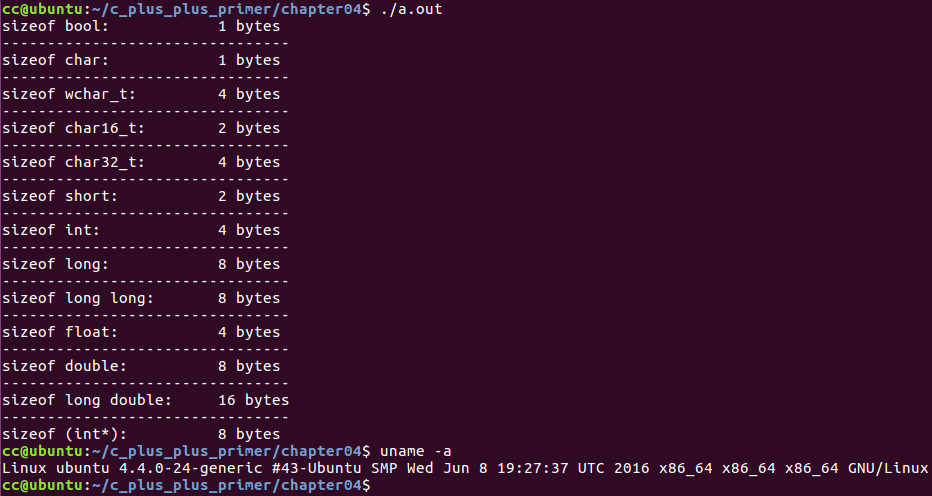 cc@ubuntu:~/c_plus_plus_primer/chapter04$ ./a.out
sizeof bool:            1 bytes
--------------------------------
sizeof char:            1 bytes
--------------------------------
sizeof wchar_t:         4 bytes
--------------------------------
sizeof char16_t:        2 bytes
--------------------------------
sizeof char32_t:        4 bytes
--------------------------------
sizeof short:           2 bytes
--------------------------------
sizeof int:             4 bytes
--------------------------------
sizeof long:            8 bytes
--------------------------------
sizeof long long:       8 bytes
--------------------------------
sizeof float:           4 bytes
--------------------------------
sizeof double:          8 bytes
--------------------------------
sizeof long double:     16 bytes
--------------------------------
sizeof (int*):          8 bytes
cc@ubuntu:~/c_plus_plus_primer/chapter04$ uname -a
Linux ubuntu 4.4.0-24-generic #43-Ubuntu SMP Wed Jun 8 19:27:37 UTC 2016 x86_64 x86_64 x86_64 GNU/Linux
cc@ubuntu:~/c_plus_plus_primer/chapter04$